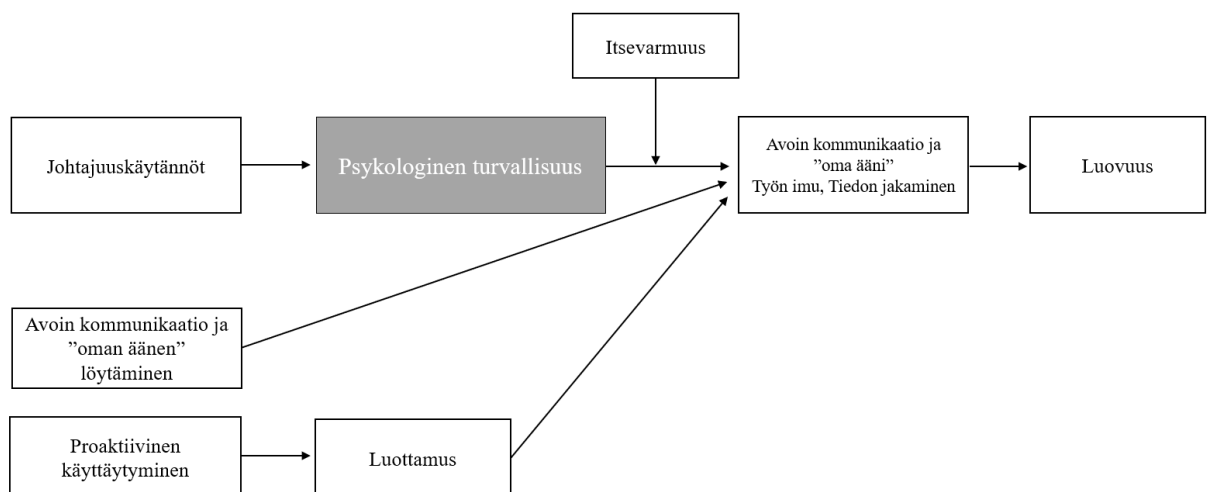 Itsevarmuus
Johtajuuskäytännöt
Psykologinen turvallisuus
Avoin kommunikaatio ja
”oma ääni”
Työn imu, Tiedon jakaminen
Luovuus
Avoin kommunikaatio ja
”oman äänen”
löytäminen
Proaktiivinen
käyttäytyminen
Luottamus